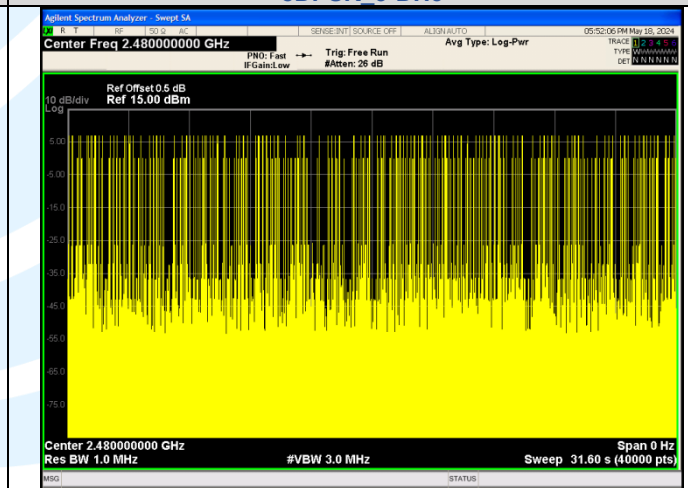 Agilent Spectrum Analyzer - Swept SA
R T RF 50 Ω AC SENSE:INT SOURCE OFF ALIGN AUTO 05:52:06 PM May 18, 2024
Center Freq 2.480000000 GHz
PNO: Fast
IFGain:Low
Trig: Free Run
#Atten: 26 dB
Avg Type: Log-Pwr
TRACE 1 2 3 4 5 6
TYPE
DET N N N N N N
Ref Offset 0.5 dB
10 dB/div Ref 15.00 dBm
Log
5.00
-5.00
-15.0
-25.0
-35.0
-45.0
-55.0
-65.0
-75.0
Center 2.480000000 GHz Span 0 Hz
Res BW 1.0 MHz #VBW 3.0 MHz Sweep 31.60 s (40000 pts)
MSG STATUS